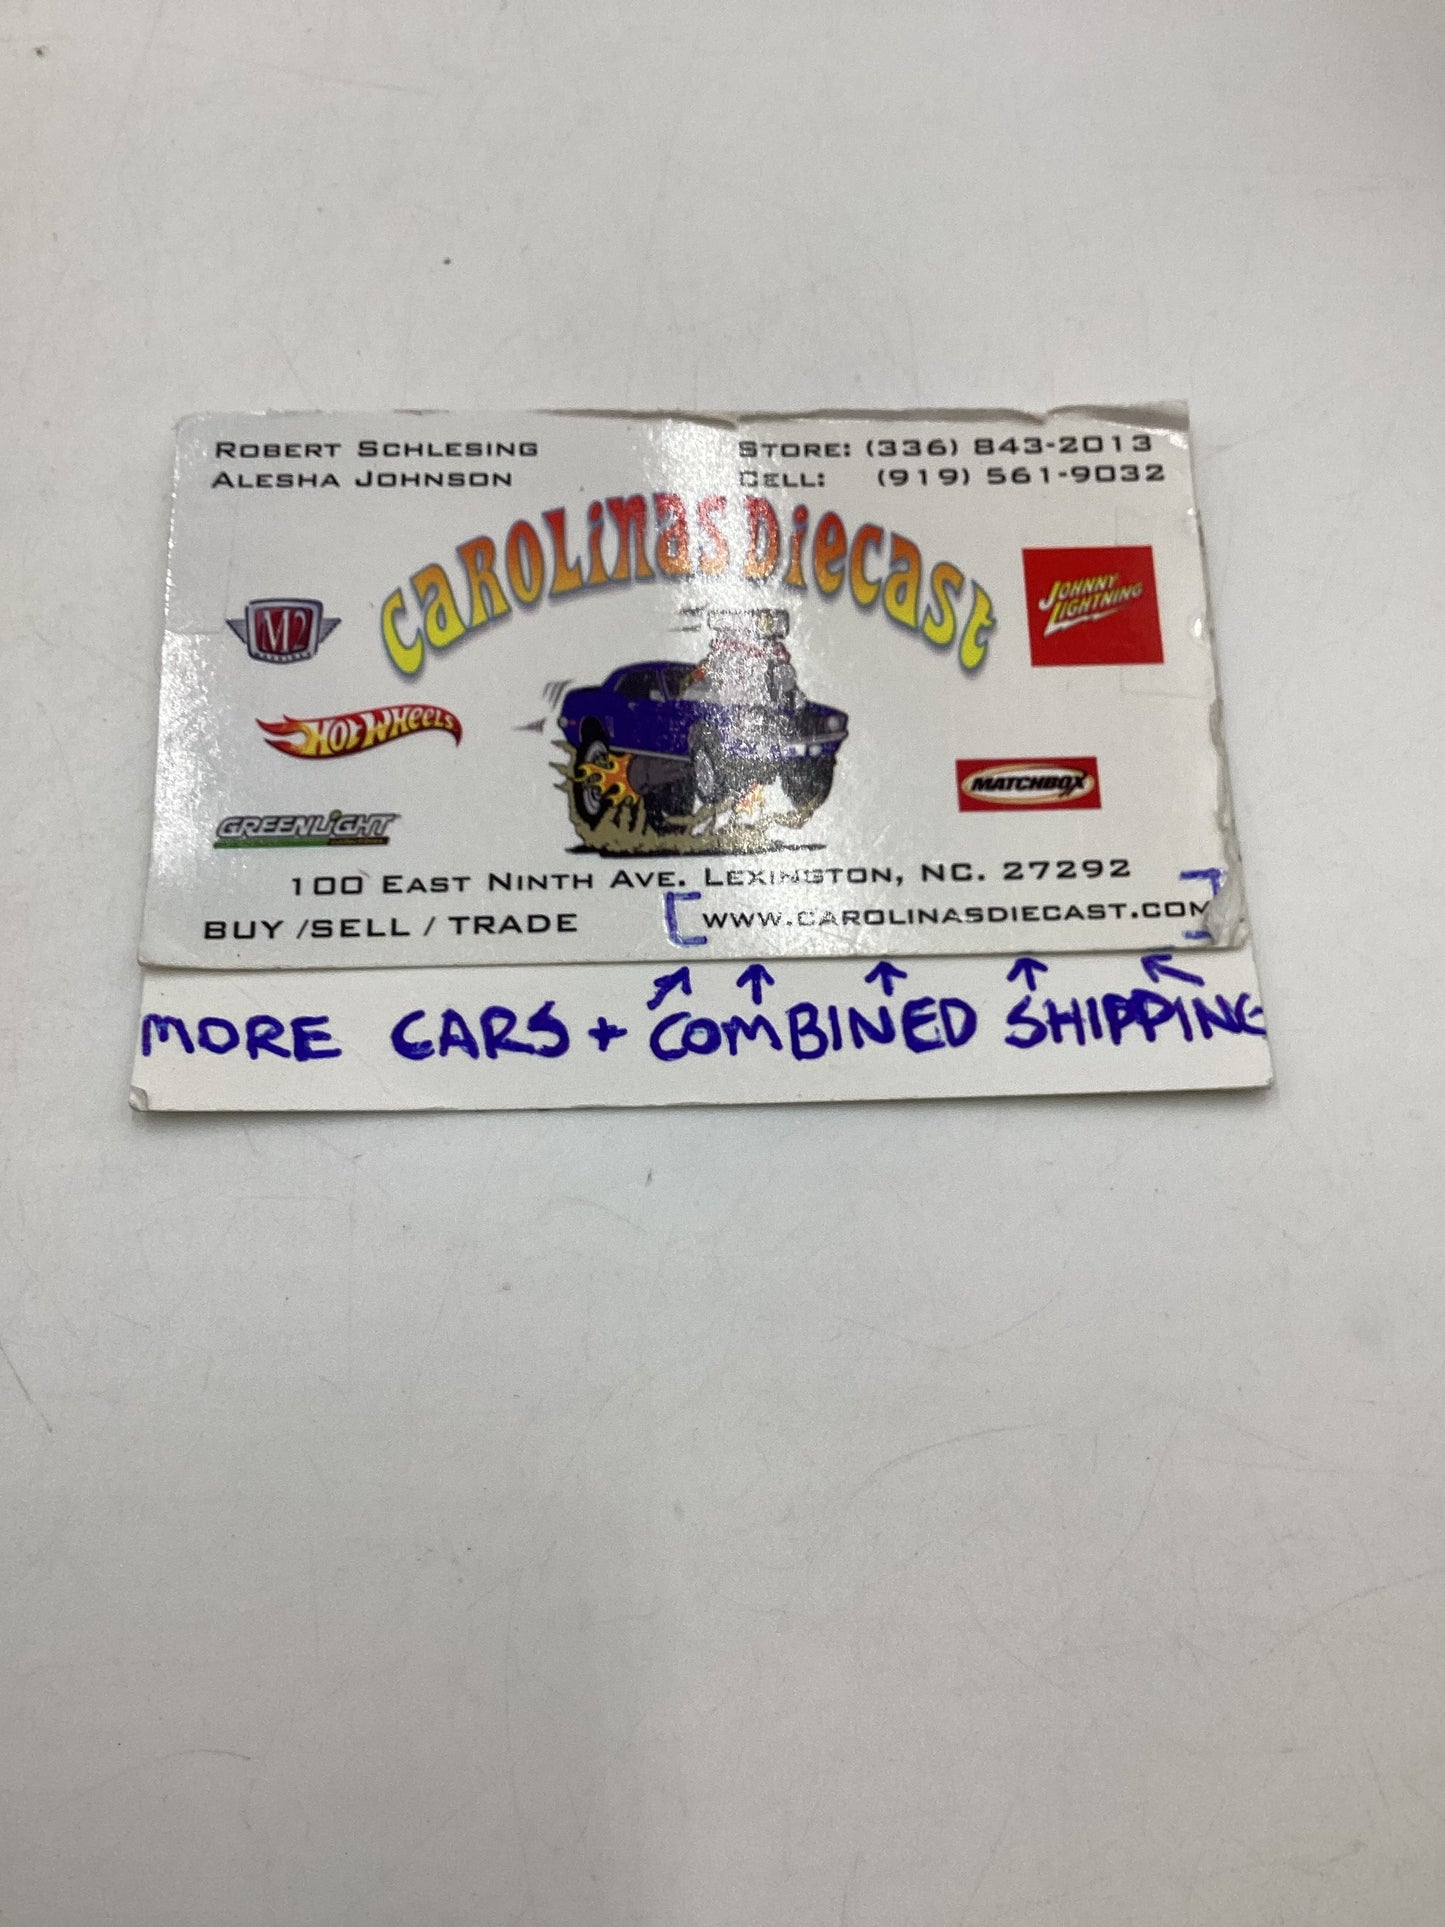 ROBERT SCHLESING
ALESHA JOHNSON
STORE: (336) 843-2013
CELL: (919) 561-9032
CAROLINAS DIECAST
M2
JOHNNY
LIGHTNING
HOT WHEELS
MATCHBOX
GREENLIGHT
100 EAST NINTH AVE. LEXINGTON, NC. 27292
BUY /SELL / TRADE
[WWW.CAROLINASDIECAST.COM]
MORE CARS + COMBINED SHIPPING